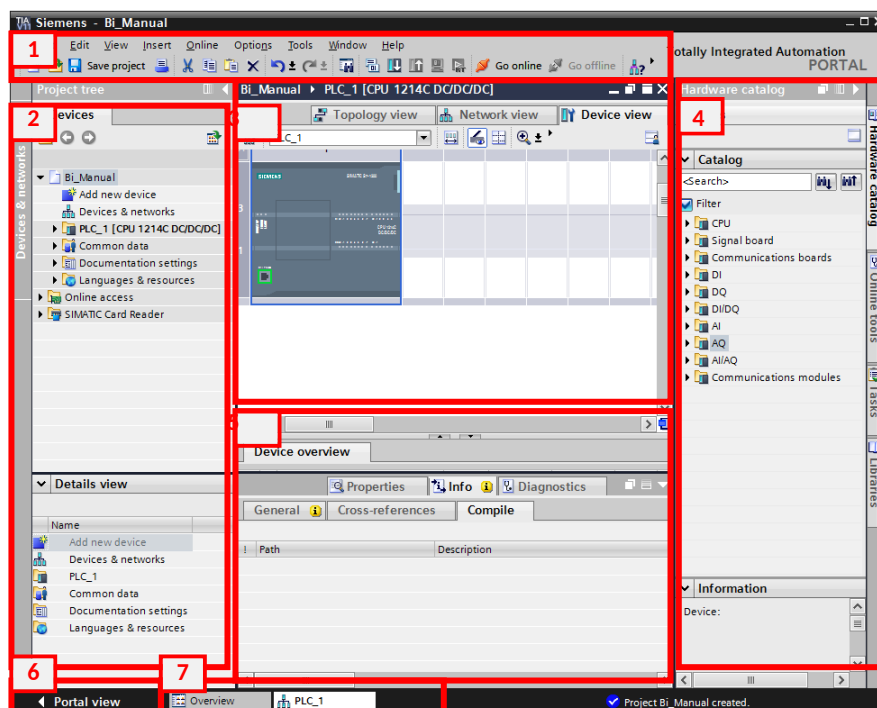 TIA Siemens - Bi_Manual
1
Edit View Insert Online Options Tools Window Help
Totally Integrated Automation
PORTAL
Save project
Go online
Go offline
Project tree
Bi_Manual PLC_1 [CPU 1214C DC/DC/DC]
Hardware catalog
2
4
Topology view
Network view
Device view
Catalog
<Search>
Filter
CPU
Signal board
Communications boards
DI
DQ
DI/DQ
AI
AQ
AI/AQ
Communications modules
Bi_Manual
Add new device
Devices & networks
PLC_1 [CPU 1214C DC/DC/DC]
Common data
Documentation settings
Languages & resources
Online access
SIMATIC Card Reader
SIEMENS
Devices & networks
Hardware catalog
Online tools
Tasks
Libraries
Device overview
Properties
Info
Diagnostics
General
Cross-references
Compile
! Path
Description
Details view
Name
Add new device
Devices & networks
PLC_1
Common data
Documentation settings
Languages & resources
Information
Device:
6
7
Portal view
Overview
PLC_1
Project Bi_Manual created.